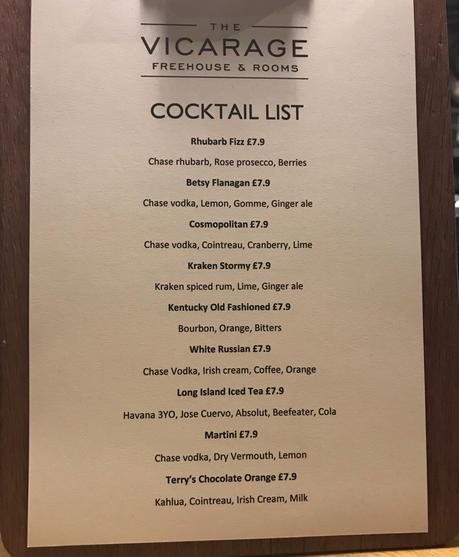 THE
VICARAGE
FREEHOUSE & ROOMS
COCKTAIL LIST
Rhubarb Fizz £7.9
Chase rhubarb, Rose prosecco, Berries
Betsy Flanagan £7.9
Chase vodka, Lemon, Gomme, Ginger ale
Cosmopolitan £7.9
Chase vodka, Cointreau, Cranberry, Lime
Kraken Stormy £7.9
Kraken spiced rum, Lime, Ginger ale
Kentucky Old Fashioned £7.9
Bourbon, Orange, Bitters
White Russian £7.9
Chase Vodka, Irish cream, Coffee, Orange
Long Island Iced Tea £7.9
Havana 3YO, Jose Cuervo, Absolut, Beefeater, Cola
Martini £7.9
Chase vodka, Dry Vermouth, Lemon
Terry's Chocolate Orange £7.9
Kahlua, Cointreau, Irish Cream, Milk